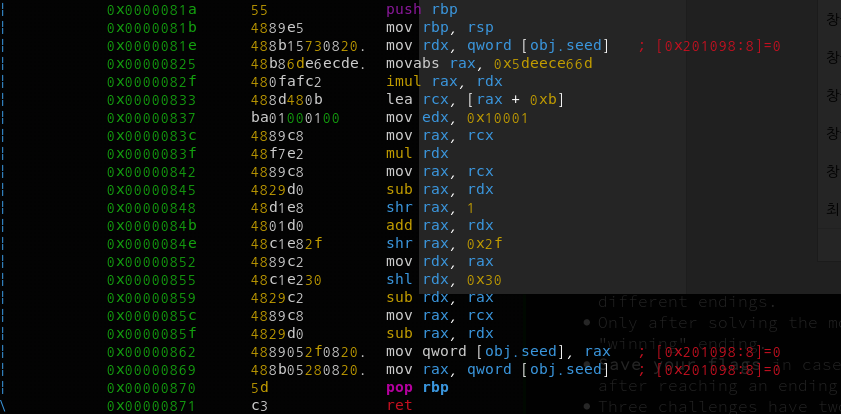 0x0000081a 55 push rbp
0x0000081b 4889e5 mov rbp, rsp
0x0000081e 488b15730820. mov rdx, qword [obj.seed] ; [0x201098:8]=0
0x00000825 48b86de6ecde. movabs rax, 0x5deece66d
0x0000082f 480fafc2 imul rax, rdx
0x00000833 488d480b lea rcx, [rax + 0xb]
0x00000837 ba01000100 mov edx, 0x10001
0x0000083c 4889c8 mov rax, rcx
0x0000083f 48f7e2 mul rdx
0x00000842 4889c8 mov rax, rcx
0x00000845 4829d0 sub rax, rdx
0x00000848 48d1e8 shr rax, 1
0x0000084b 4801d0 add rax, rdx
0x0000084e 48c1e82f shr rax, 0x2f
0x00000852 4889c2 mov rdx, rax
0x00000855 48c1e230 shl rdx, 0x30
0x00000859 4829c2 sub rdx, rax
0x0000085c 4889c8 mov rax, rcx
0x0000085f 4829d0 sub rax, rdx
0x00000862 4889052f0820. mov qword [obj.seed], rax ; [0x201098:8]=0
0x00000869 488b05280820. mov rax, qword [obj.seed] ; [0x201098:8]=0
0x00000870 5d pop rbp
0x00000871 c3 ret
창
창
창
창
창
최
different endings.
Only after solving the
"winning" ending
Save your flags in case
after reaching an ending
Three challenges have